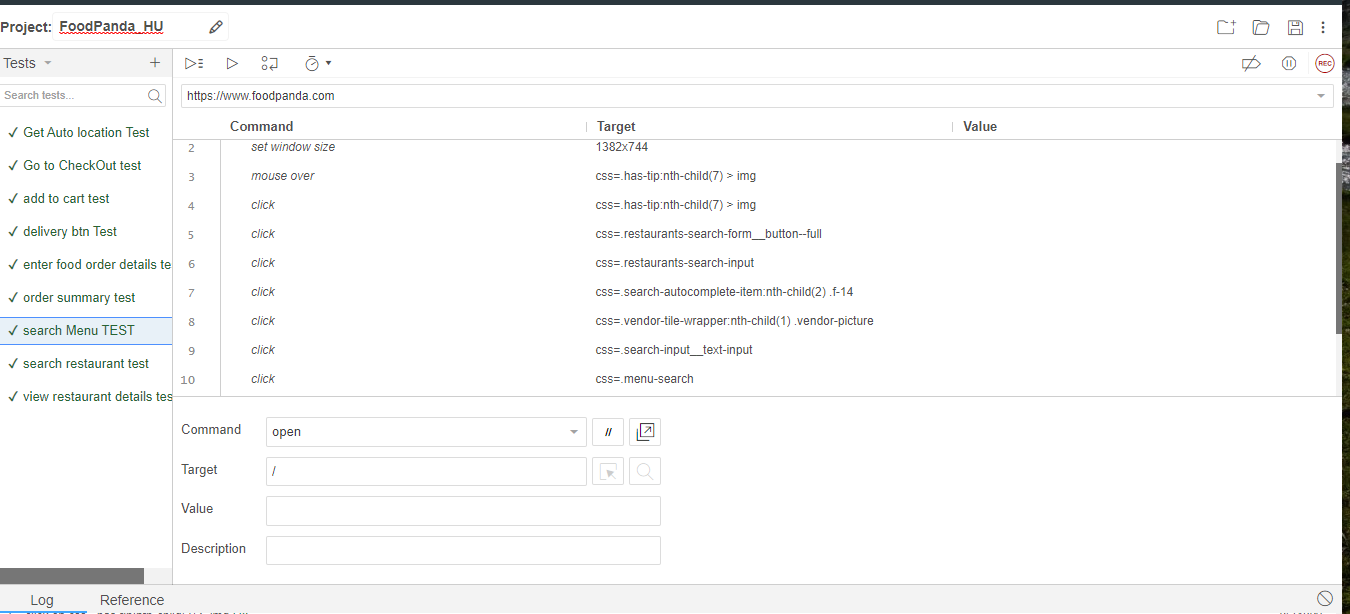 Project: FoodPanda_HU
Tests
REC
Search tests...
https://www.foodpanda.com
Command Target Value
✓ Get Auto location Test
✓ Go to CheckOut test
✓ add to cart test
✓ delivery btn Test
✓ enter food order details te
✓ order summary test
✓ search Menu TEST
✓ search restaurant test
✓ view restaurant details tes
2 set window size 1382x744
3 mouse over css=.has-tip:nth-child(7) > img
4 click css=.has-tip:nth-child(7) > img
5 click css=.restaurants-search-form__button--full
6 click css=.restaurants-search-input
7 click css=.search-autocomplete-item:nth-child(2) .f-14
8 click css=.vendor-tile-wrapper:nth-child(1) .vendor-picture
9 click css=.search-input__text-input
10 click css=.menu-search
Command open //
Target /
Value
Description
Log Reference